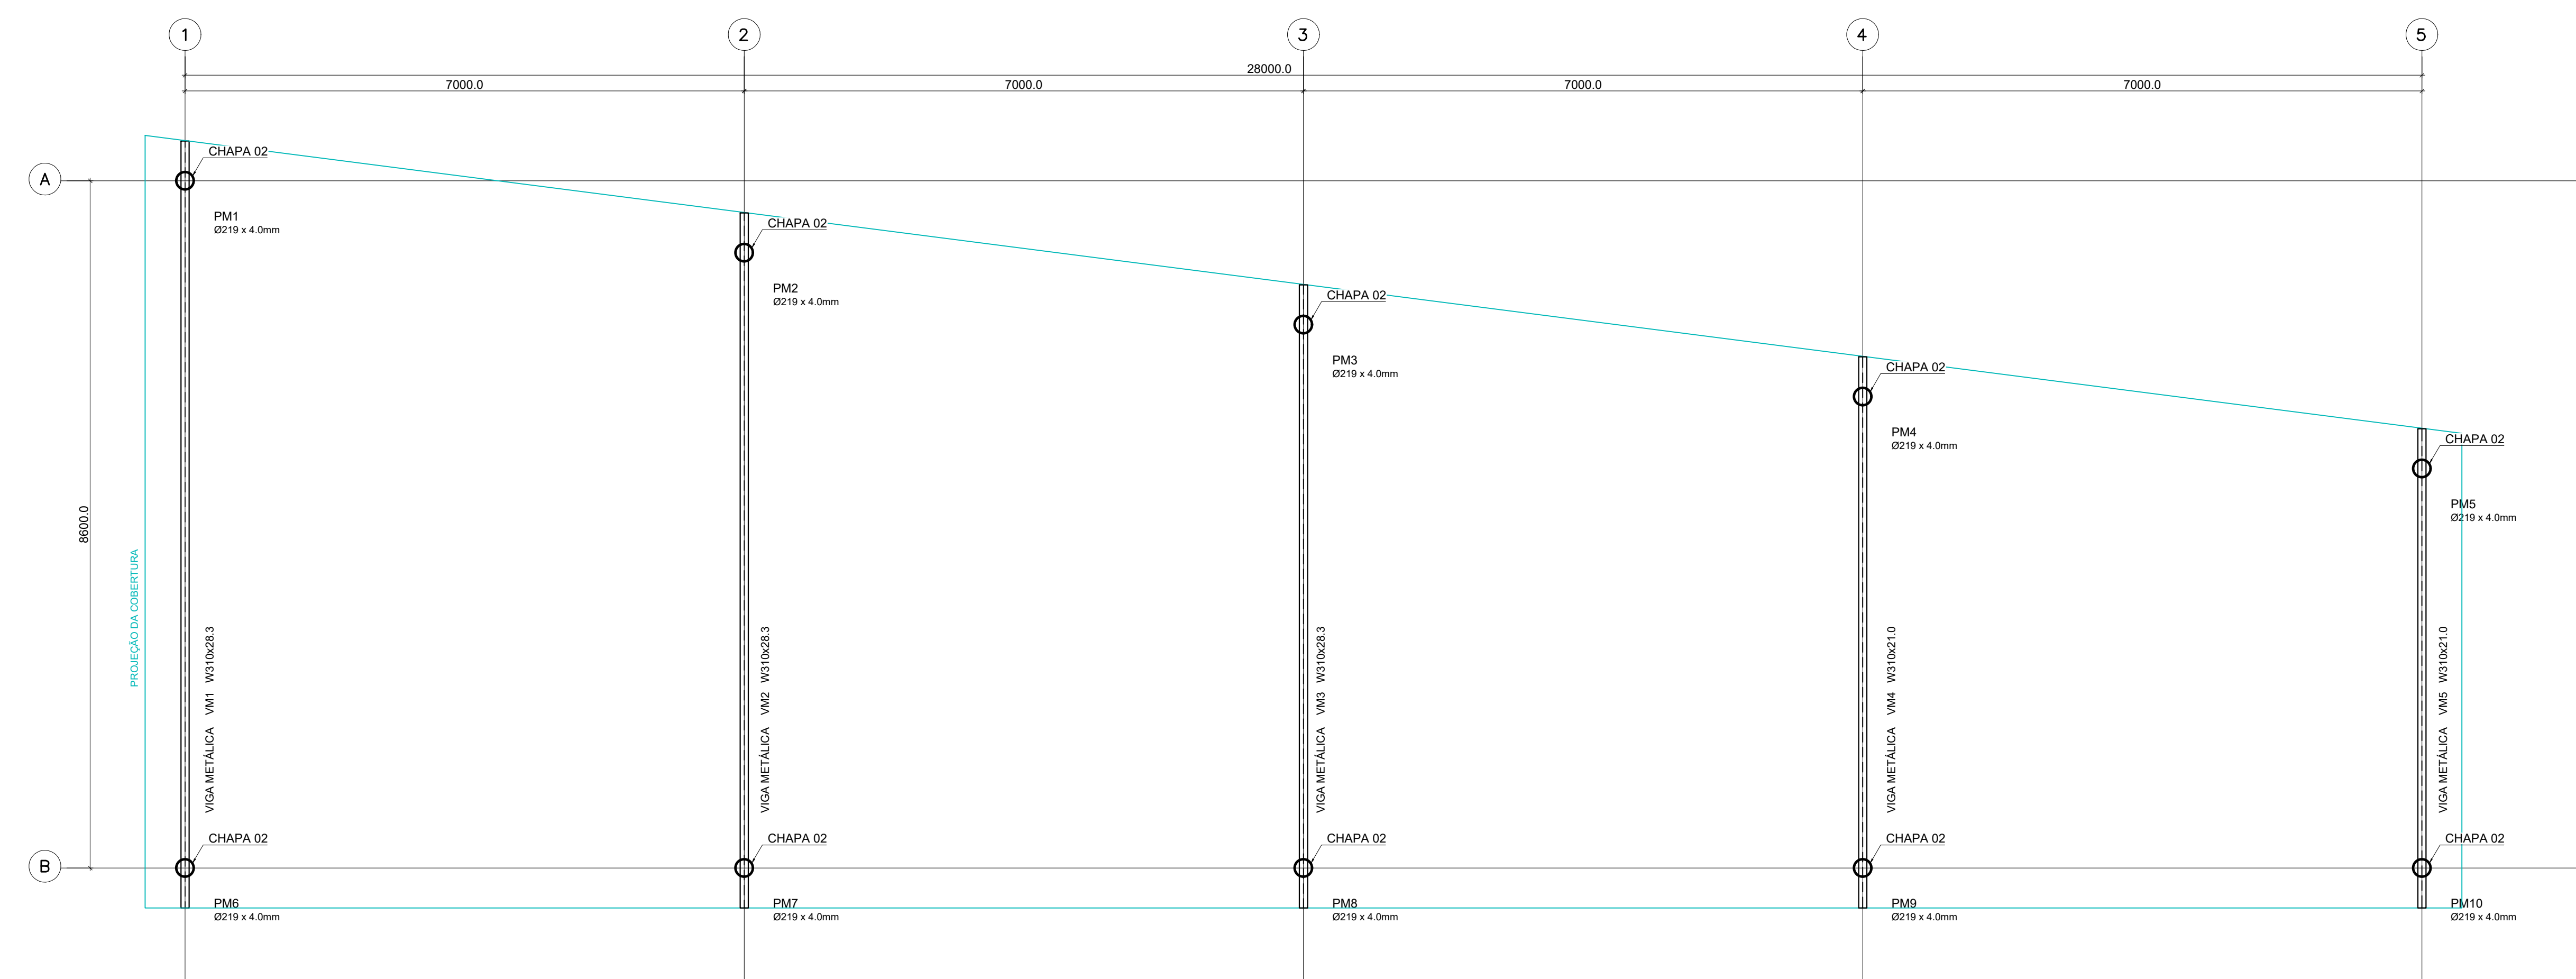 1
2
3
4
5
28000.0
7000.0
7000.0
7000.0
7000.0
A
CHAPA 02
PM1
Ø219 x 4.0mm
CHAPA 02
PM2
Ø219 x 4.0mm
CHAPA 02
PM3
Ø219 x 4.0mm
CHAPA 02
PM4
Ø219 x 4.0mm
CHAPA 02
PM5
Ø219 x 4.0mm
8600.0
PROJEÇÃO DA COBERTURA
VIGA METÁLICA VM1 W310x28.3
VIGA METÁLICA VM2 W310x28.3
VIGA METÁLICA VM3 W310x28.3
VIGA METÁLICA VM4 W310x21.0
VIGA METÁLICA VM5 W310x21.0
B
CHAPA 02
CHAPA 02
CHAPA 02
CHAPA 02
CHAPA 02
PM6
Ø219 x 4.0mm
PM7
Ø219 x 4.0mm
PM8
Ø219 x 4.0mm
PM9
Ø219 x 4.0mm
PM10
Ø219 x 4.0mm